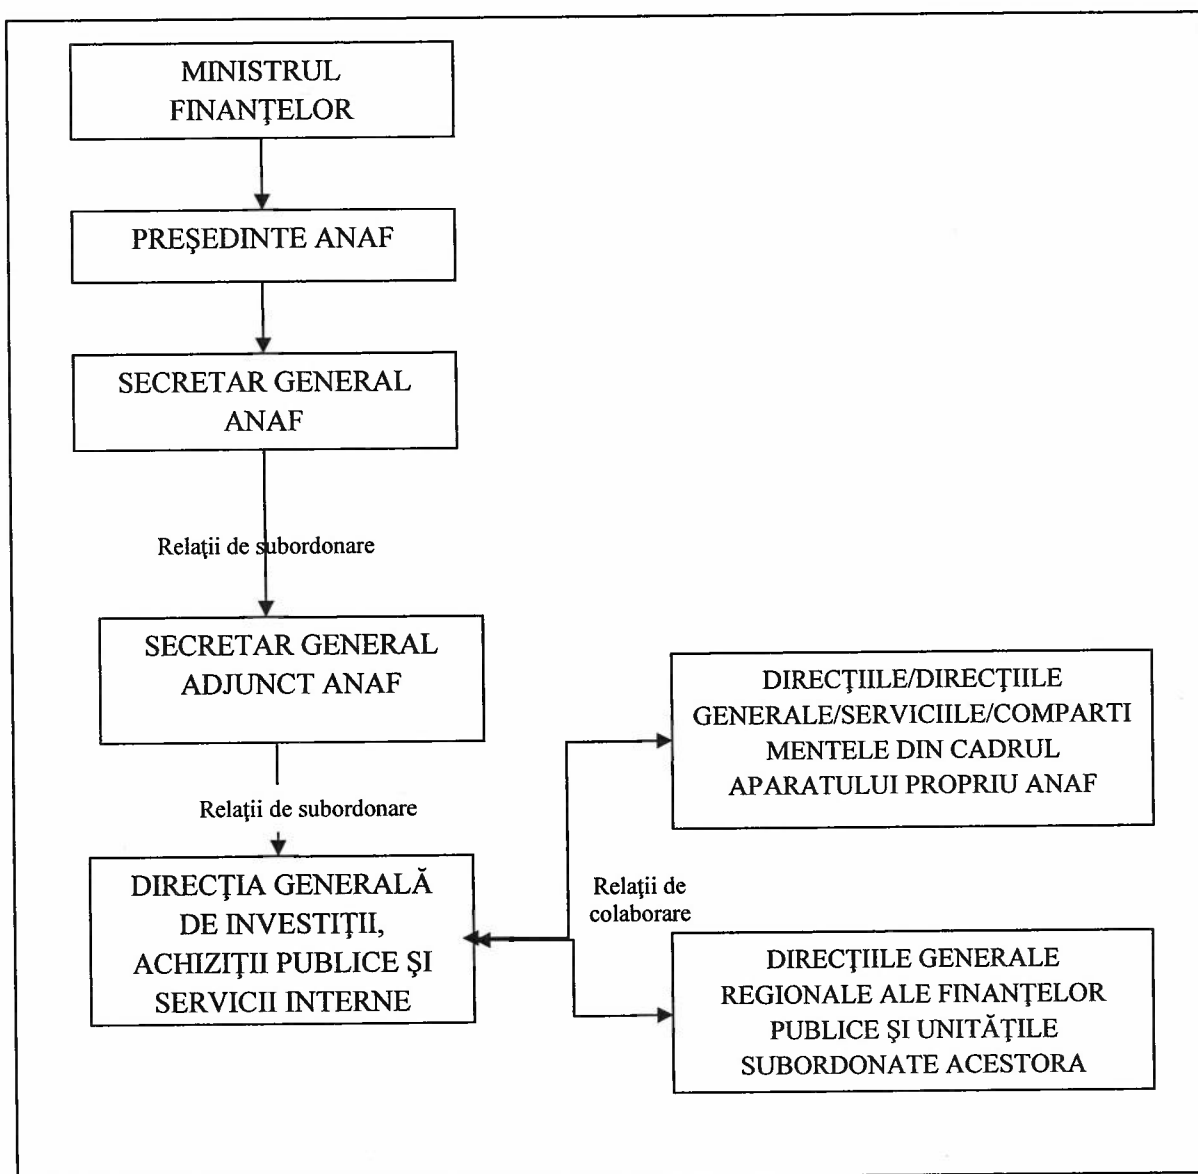 MINISTRUL
FINANŢELOR
PREŞEDINTE ANAF
SECRETAR GENERAL
ANAF
Relaţii de subordonare
SECRETAR GENERAL
ADJUNCT ANAF
Relaţii de subordonare
DIRECŢIA GENERALĂ
DE INVESTIŢII,
ACHIZIŢII PUBLICE ŞI
SERVICII INTERNE
DIRECŢIILE/DIRECŢIILE
GENERALE/SERVICIILE/COMPARTI
MENTELE DIN CADRUL
APARATULUI PROPRIU ANAF
Relaţii de
colaborare
DIRECŢIILE GENERALE
REGIONALE ALE FINANŢELOR
PUBLICE ŞI UNITĂŢILE
SUBORDONATE ACESTORA